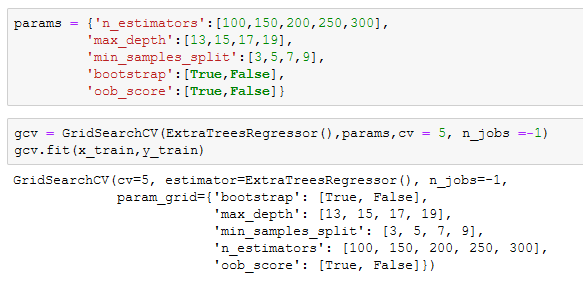 params = {'n_estimators':[100,150,200,250,300],
'max_depth':[13,15,17,19],
'min_samples_split':[3,5,7,9],
'bootstrap':[True,False],
'oob_score':[True,False]}
gcv = GridSearchCV(ExtraTreesRegressor(),params,cv = 5, n_jobs =-1)
gcv.fit(x_train,y_train)
GridSearchCV(cv=5, estimator=ExtraTreesRegressor(), n_jobs=-1,
param_grid={'bootstrap': [True, False],
'max_depth': [13, 15, 17, 19],
'min_samples_split': [3, 5, 7, 9],
'n_estimators': [100, 150, 200, 250, 300],
'oob_score': [True, False]})